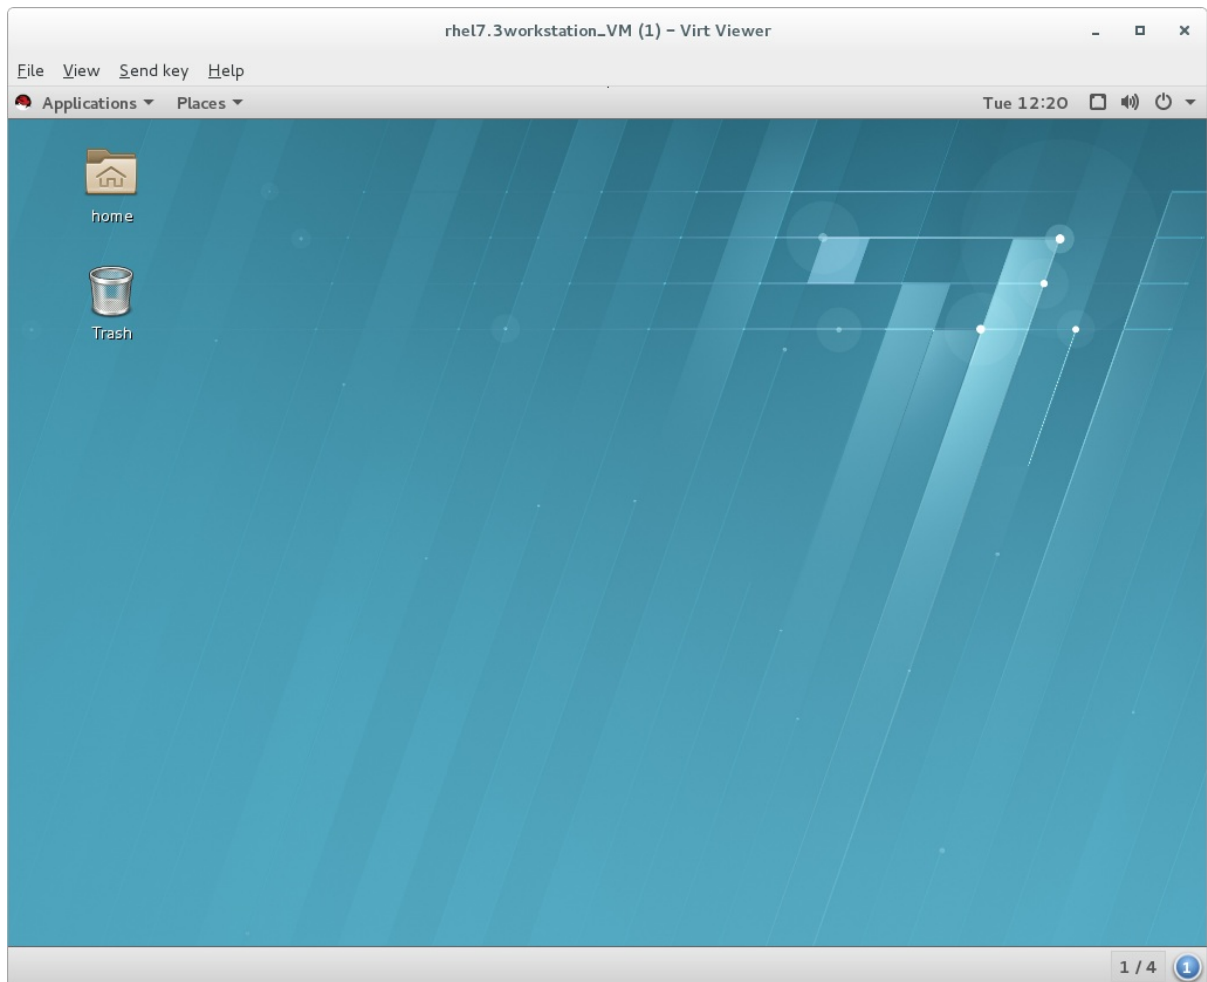 rhel7.3workstation_VM (1) – Virt Viewer
File View Send key Help
Applications Places Tue 12:20
home
Trash
1 / 4 1